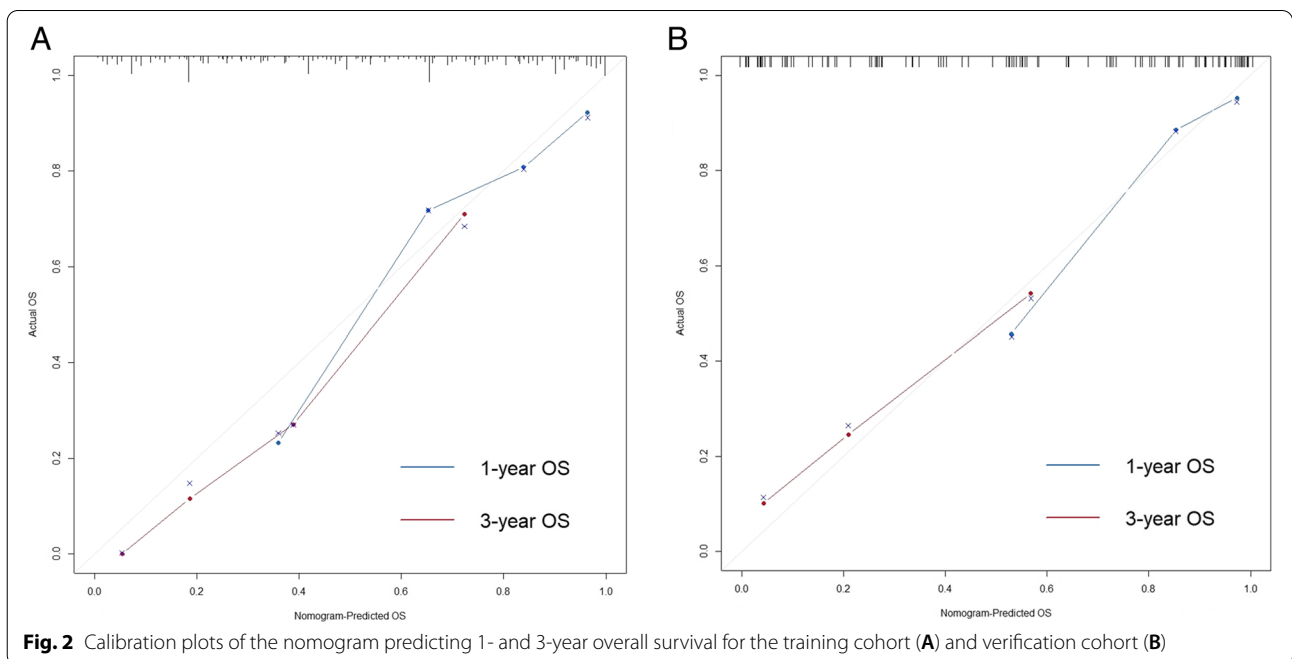 A
1.0
0.8
0.6
0.4
0.2
0.0
Actual OS
0.0 0.2 0.4 0.6 0.8 1.0
Nomogram-Predicted OS
1-year OS
3-year OS
B
1.0
0.8
0.6
0.4
0.2
0.0
Actual OS
0.0 0.2 0.4 0.6 0.8 1.0
Nomogram-Predicted OS
1-year OS
3-year OS
Fig. 2 Calibration plots of the nomogram predicting 1- and 3-year overall survival for the training cohort (A) and verification cohort (B)